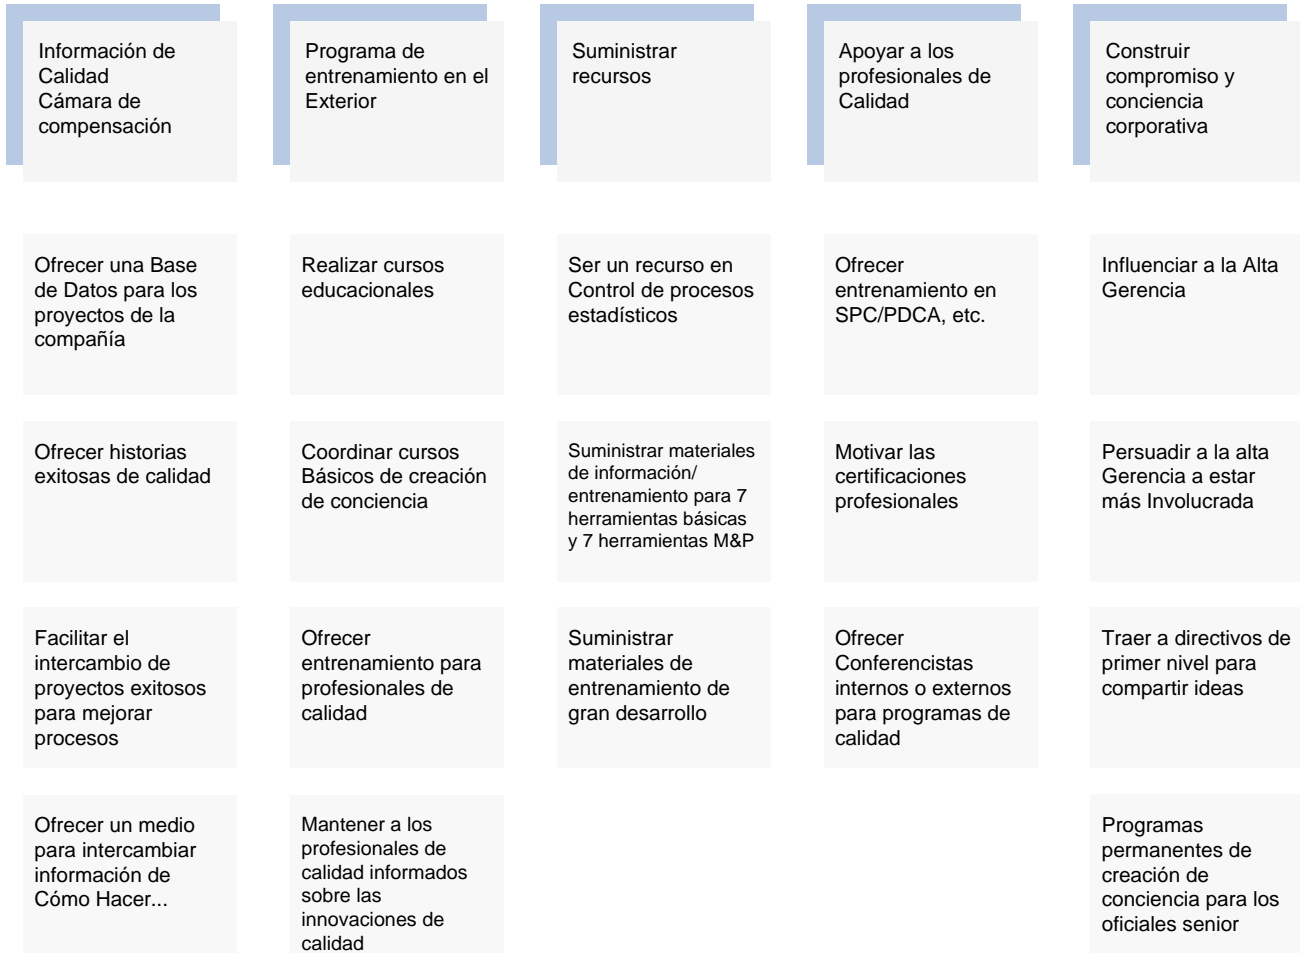 Información de
Calidad
Cámara de
compensación
Programa de
entrenamiento en el
Exterior
Suministrar
recursos
Apoyar a los
profesionales de
Calidad
Construir
compromiso y
conciencia
corporativa
Ofrecer una Base
de Datos para los
proyectos de la
compañía
Realizar cursos
educacionales
Ser un recurso en
Control de procesos
estadísticos
Ofrecer
entrenamiento en
SPC/PDCA, etc.
Influenciar a la Alta
Gerencia
Ofrecer historias
exitosas de calidad
Coordinar cursos
Básicos de creación
de conciencia
Suministrar materiales
de información/
entrenamiento para 7
herramientas básicas
y 7 herramientas M&P
Motivar las
certificaciones
profesionales
Persuadir a la alta
Gerencia a estar
más Involucrada
Facilitar el
intercambio de
proyectos exitosos
para mejorar
procesos
Ofrecer
entrenamiento para
profesionales de
calidad
Suministrar
materiales de
entrenamiento de
gran desarrollo
Ofrecer
Conferencistas
internos o externos
para programas de
calidad
Traer a directivos de
primer nivel para
compartir ideas
Ofrecer un medio
para intercambiar
información de
Cómo Hacer...
Mantener a los
profesionales de
calidad informados
sobre las
innovaciones de
calidad
Programas
permanentes de
creación de
conciencia para los
oficiales senior